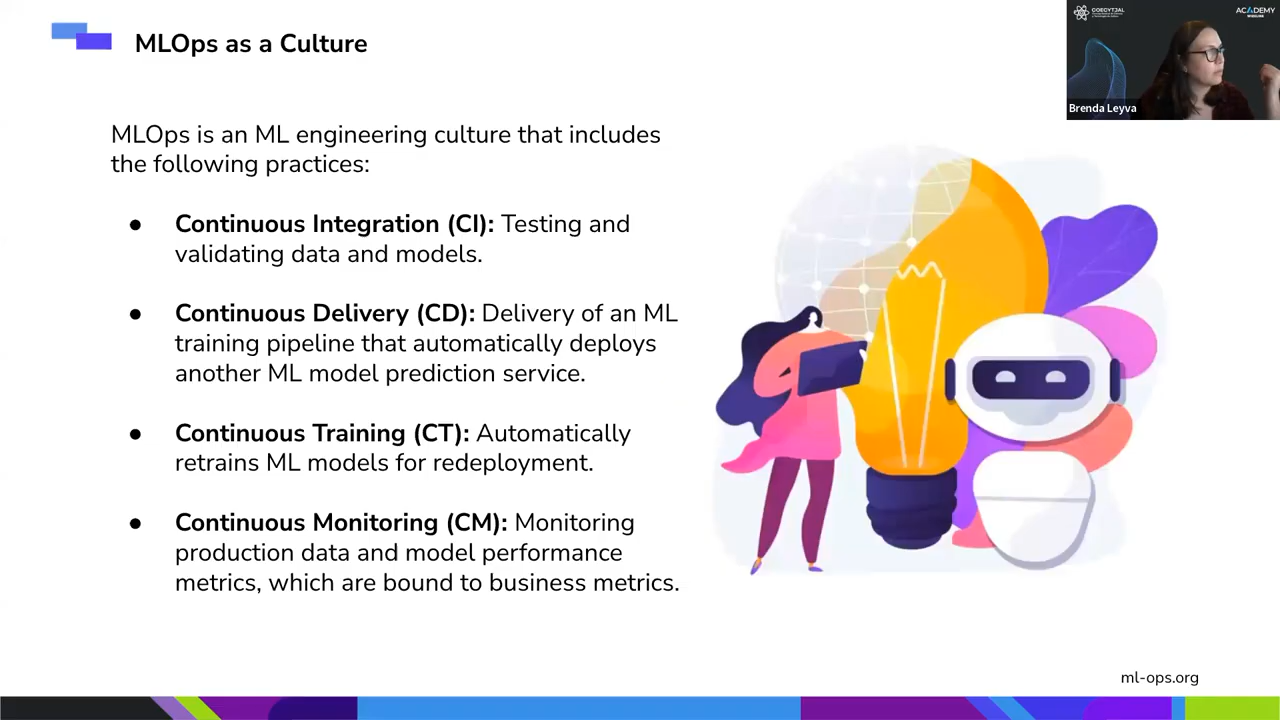 MLOps as a Culture
COECYTJAL
ACADEMY
WIZELINE
Brenda Leyva
MLOps is an ML engineering culture that includes
the following practices:
● Continuous Integration (CI): Testing and
validating data and models.
● Continuous Delivery (CD): Delivery of an ML
training pipeline that automatically deploys
another ML model prediction service.
● Continuous Training (CT): Automatically
retrains ML models for redeployment.
● Continuous Monitoring (CM): Monitoring
production data and model performance
metrics, which are bound to business metrics.
ml-ops.org